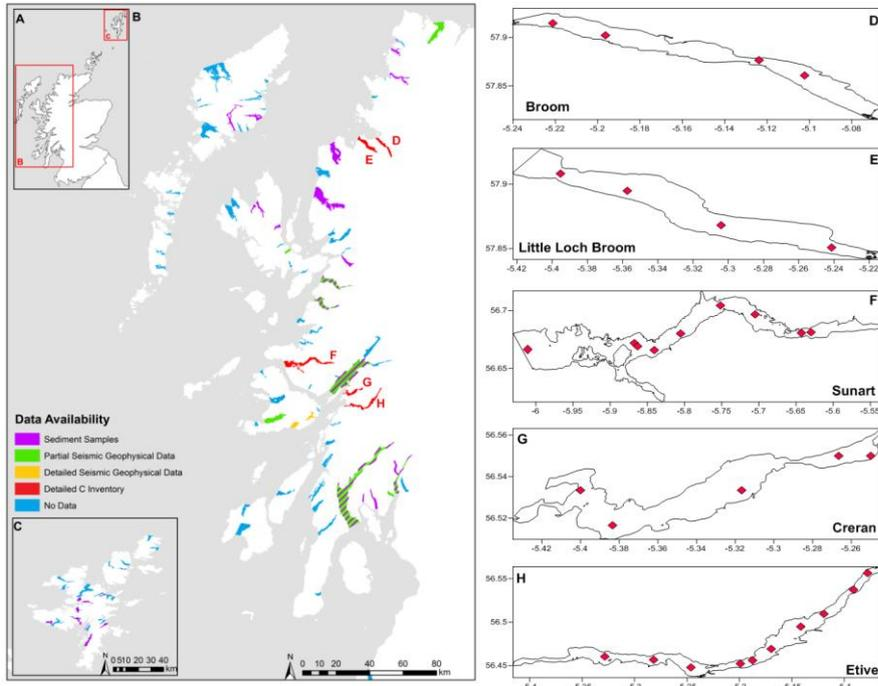 A
B
C
B
D
E
F
G
H
Data Availability
Sediment Samples
Partial Seismic Geophysical Data
Detailed Seismic Geophysical Data
Detailed C Inventory
No Data
C
N
0 5 10 20 30 40
km
N
0 10 20 40 60 80
km
D
57.9
57.85
Broom
-5.24 -5.22 -5.2 -5.18 -5.16 -5.14 -5.12 -5.1 -5.08
E
57.9
57.85
Little Loch Broom
-5.42 -5.4 -5.38 -5.36 -5.34 -5.32 -5.3 -5.28 -5.26 -5.24 -5.22
F
56.7
56.65
Sunart
-6 -5.95 -5.9 -5.85 -5.8 -5.75 -5.7 -5.65 -5.6 -5.55
G
56.56
56.54
56.52
Creran
-5.42 -5.4 -5.38 -5.36 -5.34 -5.32 -5.3 -5.28 -5.26
H
56.55
56.45
Etive